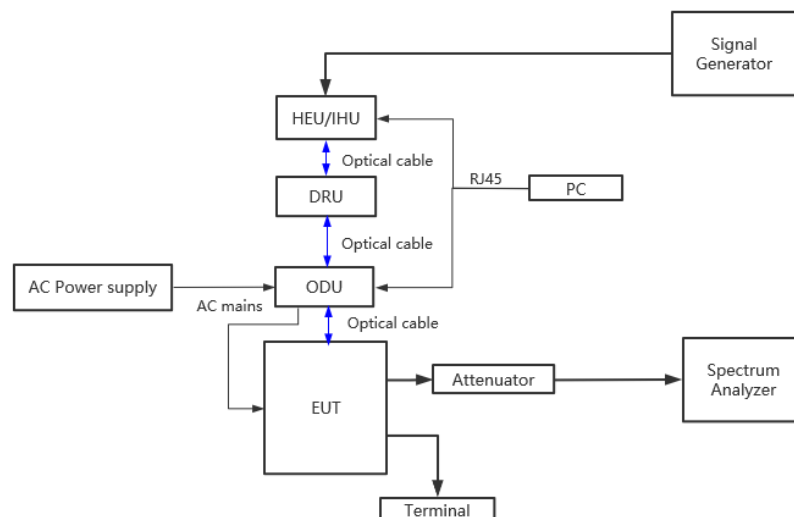 Signal
Generator
HEU/IHU
Optical cable
RJ45
PC
DRU
Optical cable
AC Power supply
AC mains
ODU
Optical cable
EUT
Attenuator
Spectrum
Analyzer
Terminal